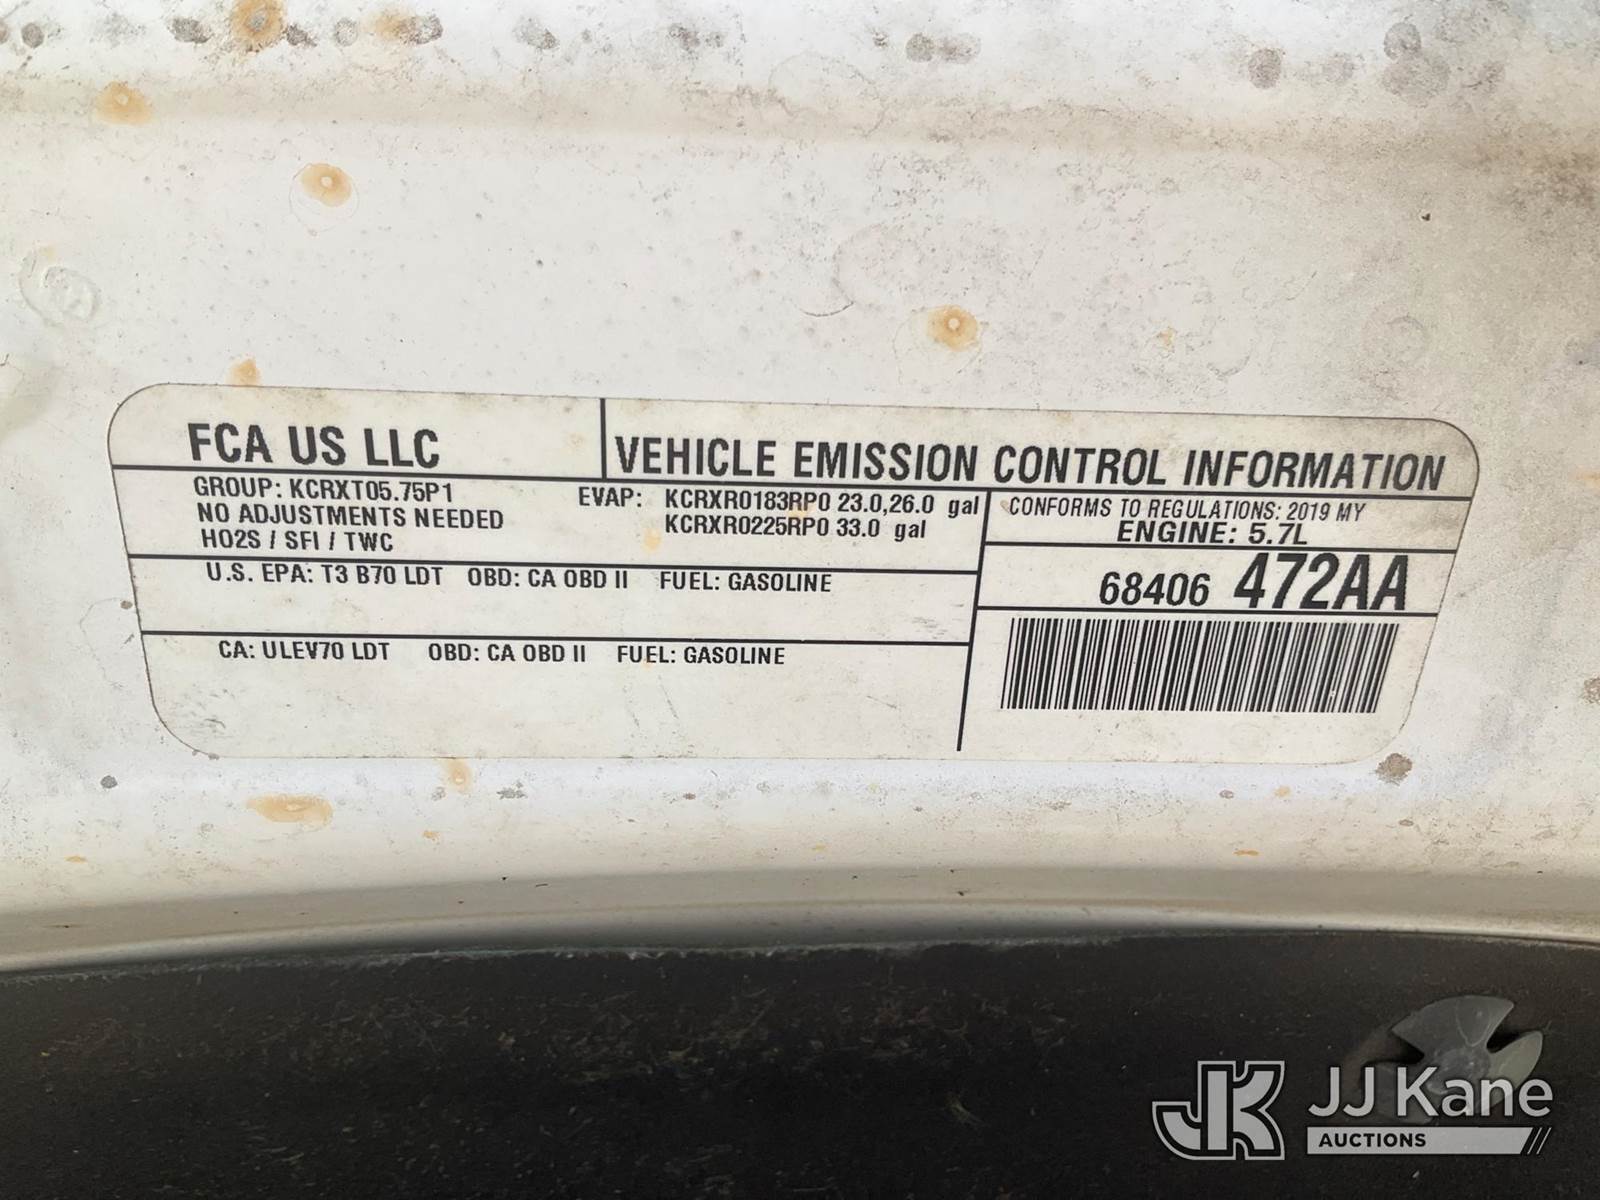 FCA US LLC
VEHICLE EMISSION CONTROL INFORMATION
GROUP: KCRXT05.75P1
NO ADJUSTMENTS NEEDED
HO2S / SFI / TWC
EVAP: KCRXR0183RP0 23.0,26.0 gal
KCRXR0225RP0 33.0 gal
CONFORMS TO REGULATIONS: 2019 MY
ENGINE: 5.7L
U.S. EPA: T3 B70 LDT OBD: CA OBD II FUEL: GASOLINE
68406 472AA
CA: ULEV70 LDT OBD: CA OBD II FUEL: GASOLINE
JK JJ Kane
AUCTIONS